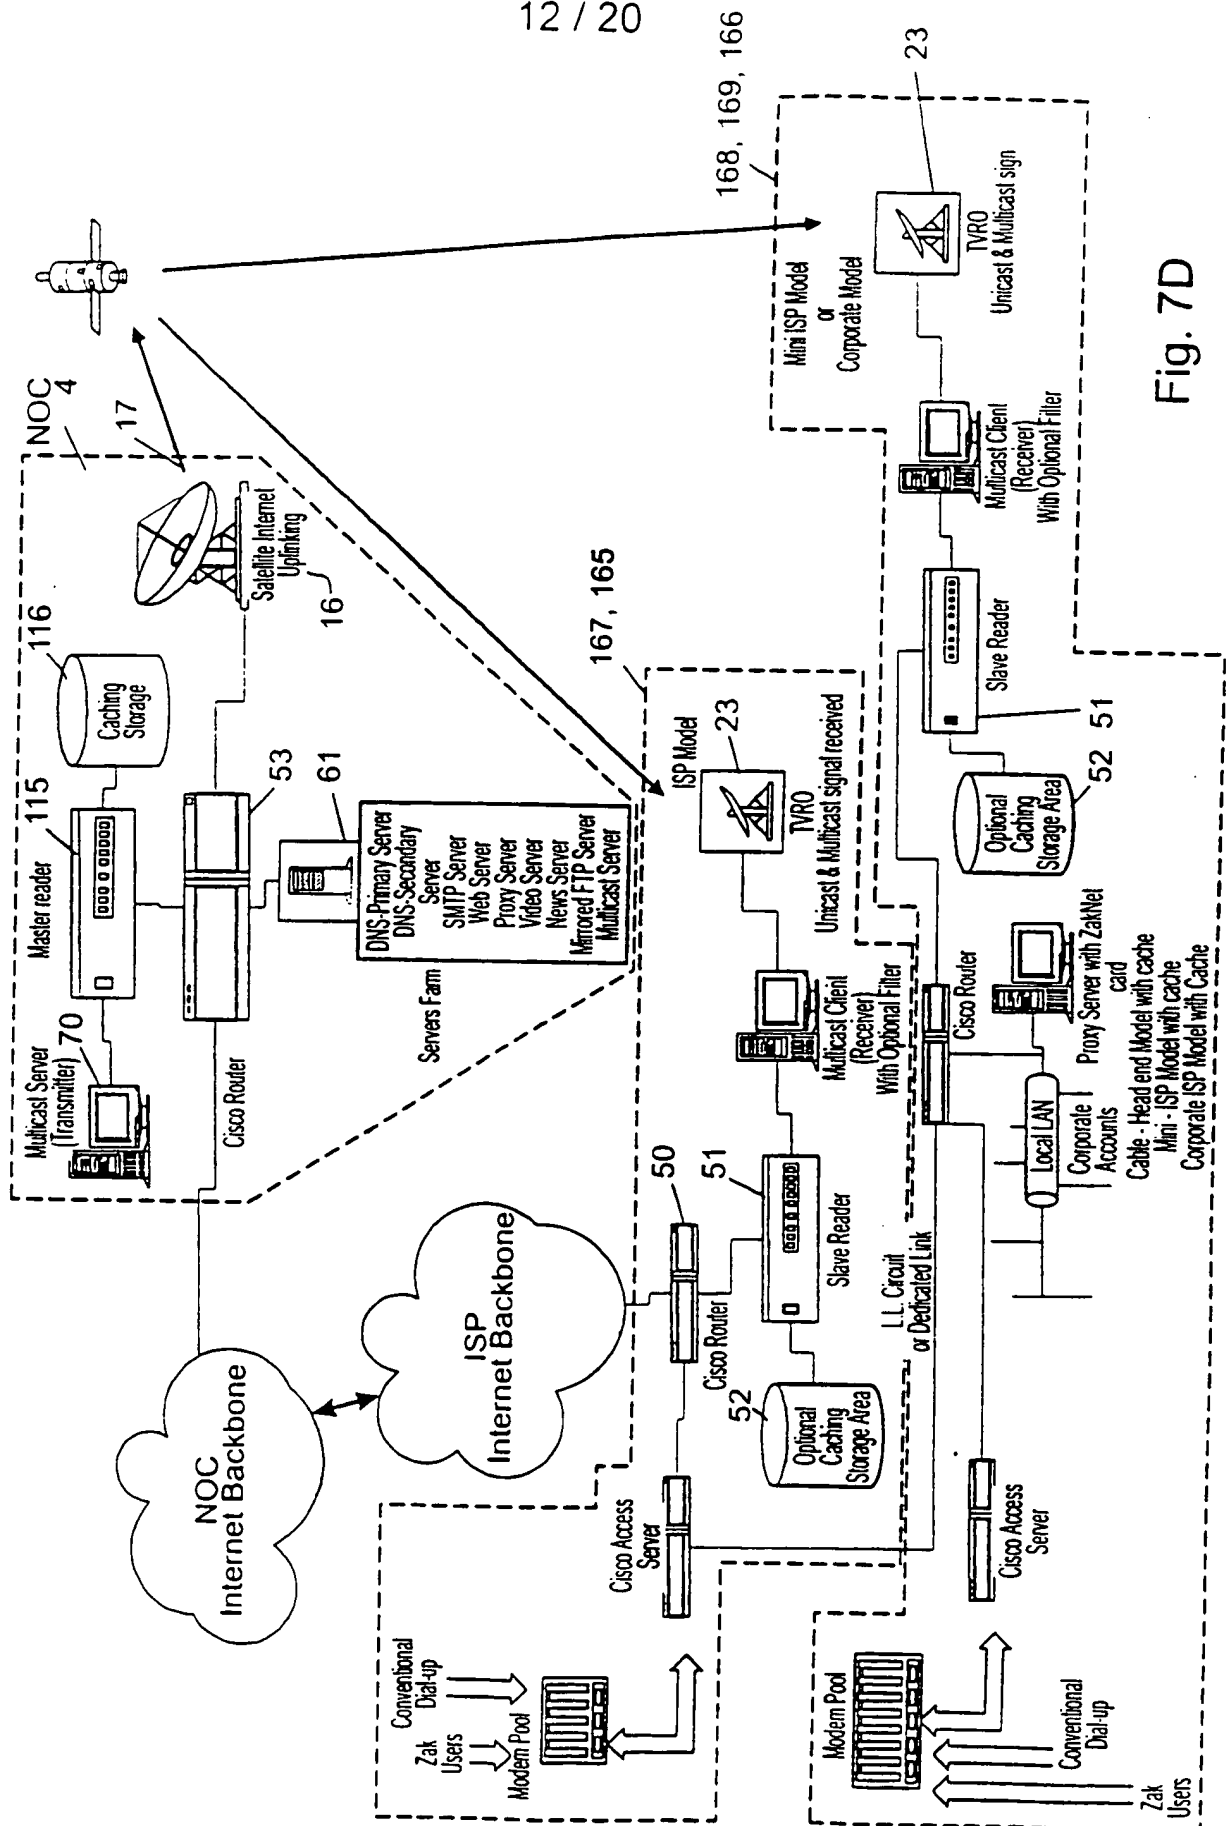 12 / 20
NOC
4
17
116
Caching
Storage
115
Master reader
Multicast Server
(Transmitter)
70
Cisco Router
53
61
Satellite Internet
Uplinking
16
DNS-Primary Server
DNS-Secondary
Server
SMTP Server
Web Server
Proxy Server
Video Server
News Server
Mirrored FTP Server
Multicast Server
Servers Farm
NOC
Internet Backbone
ISP
Internet Backbone
167, 165
ISP Model
23
TVRO
Unicast & Multicast signal received
Multicast Client
(Receiver)
With Optional Filter
50
51
Cisco Router
Slave Reader
52
Optional
Caching
Storage Area
Cisco Access
Server
Conventional
Dial-up
Zak
Users
Modem Pool
168, 169, 166
23
Mini ISP Model
or
Corporate Model
TVRO
Unicast & Multicast sign
Multicast Client
(Receiver)
With Optional Filter
Slave Reader
51
52
Optional
Caching
Storage Area
L.L. Circuit
or Dedicated Link
Cisco Router
Proxy Server with ZakNet
card
Cable - Head end Model with cache
Mini - ISP Model with cache
Corporate ISP Model with Cache
Local LAN
Corporate
Accounts
Cisco Access
Server
Modem Pool
Conventional
Dial-up
Zak
Users
Fig. 7D